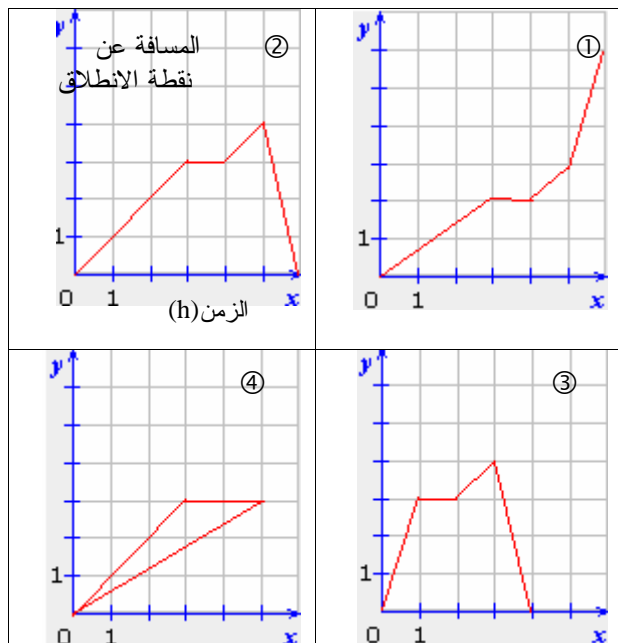 y المسافة عن ②
نقطة الانطلاق
1
0 1 x
الزمن(h)
y ①
1
0 1 x
y ④
1
0 1 x
y ③
1
0 1 x